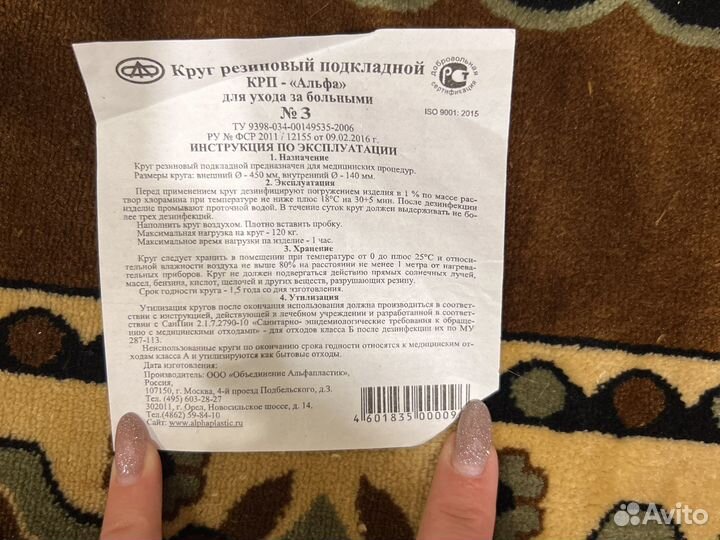 Круг резиновый подкладной
КРП - «Альфа»
для ухода за больными
№ 3
добровольная
РСТ
сертификация
ISO 9001: 2015
ТУ 9398-034-00149535-2006
РУ № ФСР 2011 / 12155 от 09.02.2016 г.
ИНСТРУКЦИЯ ПО ЭКСПЛУАТАЦИИ
1. Назначение
Круг резиновый подкладной предназначен для медицинских процедур.
Размеры круга: внешний Ø - 450 мм, внутренний Ø - 140 мм.
2. Эксплуатация
Перед применением круг дезинфицируют погружением изделия в 1 % по массе рас-
твор хлорамина при температуре не ниже плюс 18°С на 30+5 мин. После дезинфекции
изделие промывают проточной водой. В течение суток круг должен выдерживать не бо-
лее трех дезинфекций.
Наполнить круг воздухом. Плотно вставить пробку.
Максимальная нагрузка на круг - 120 кг.
Максимальное время нагрузки на изделие - 1 час.
3. Хранение
Круг следует хранить в помещении при температуре от 0 до плюс 25°С и относи-
тельной влажности воздуха не выше 80% на расстоянии не менее 1 метра от нагрева-
тельных приборов. Круг не должен подвергаться действию прямых солнечных лучей,
масел, бензина, кислот, щелочей и других веществ, разрушающих резину.
Срок годности круга - 1,5 года со дня изготовления.
4. Утилизация
Утилизация кругов после окончания использования должна производиться в соответ-
ствии с инструкцией, действующей в лечебном учреждении и разработанной в соответ-
ствии с СанПин 2.1.7.2790-10 «Санитарно- эпидемиологические требования к обраще-
нию с медицинскими отходами» - для отходов класса Б после дезинфекции их по МУ
287-113.
Неиспользованные круги по окончанию срока годности относятся к медицинским от-
ходам класса А и утилизируются как бытовые отходы.
Дата изготовления:
Производитель: ООО «Объединение Альфапластик»,
Россия,
107150, г. Москва, 4-й проезд Подбельского, д.3.
Тел. (495) 603-28-27
302011, г. Орел, Новосильское шоссе, д. 14,
Тел.(4862) 59-84-10
Сайт: www.alphaplastic.ru
4 601835 00009
Avito